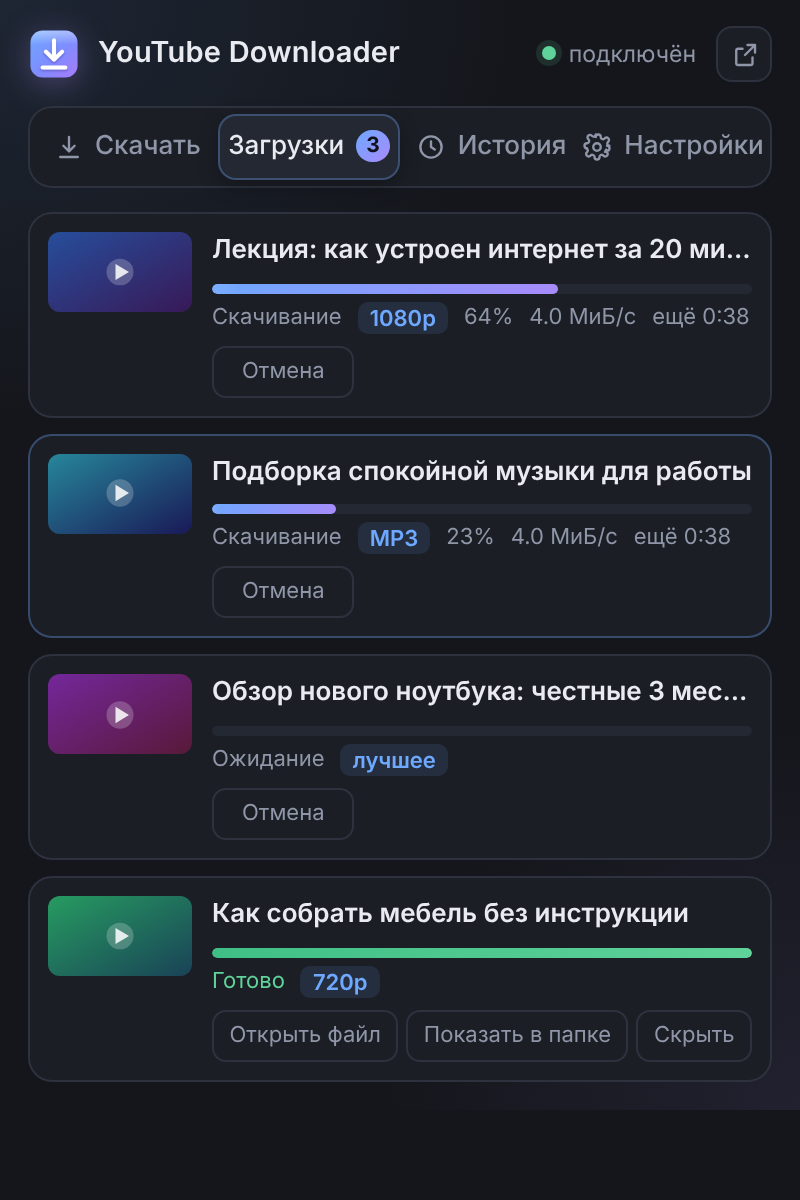 YouTube Downloader
подключён
Скачать Загрузки 3 История Настройки
Лекция: как устроен интернет за 20 ми...
Скачивание 1080p 64% 4.0 МиБ/с ещё 0:38
Отмена
Подборка спокойной музыки для работы
Скачивание MP3 23% 4.0 МиБ/с ещё 0:38
Отмена
Обзор нового ноутбука: честные 3 мес...
Ожидание лучшее
Отмена
Как собрать мебель без инструкции
Готово 720p
Открыть файл Показать в папке Скрыть